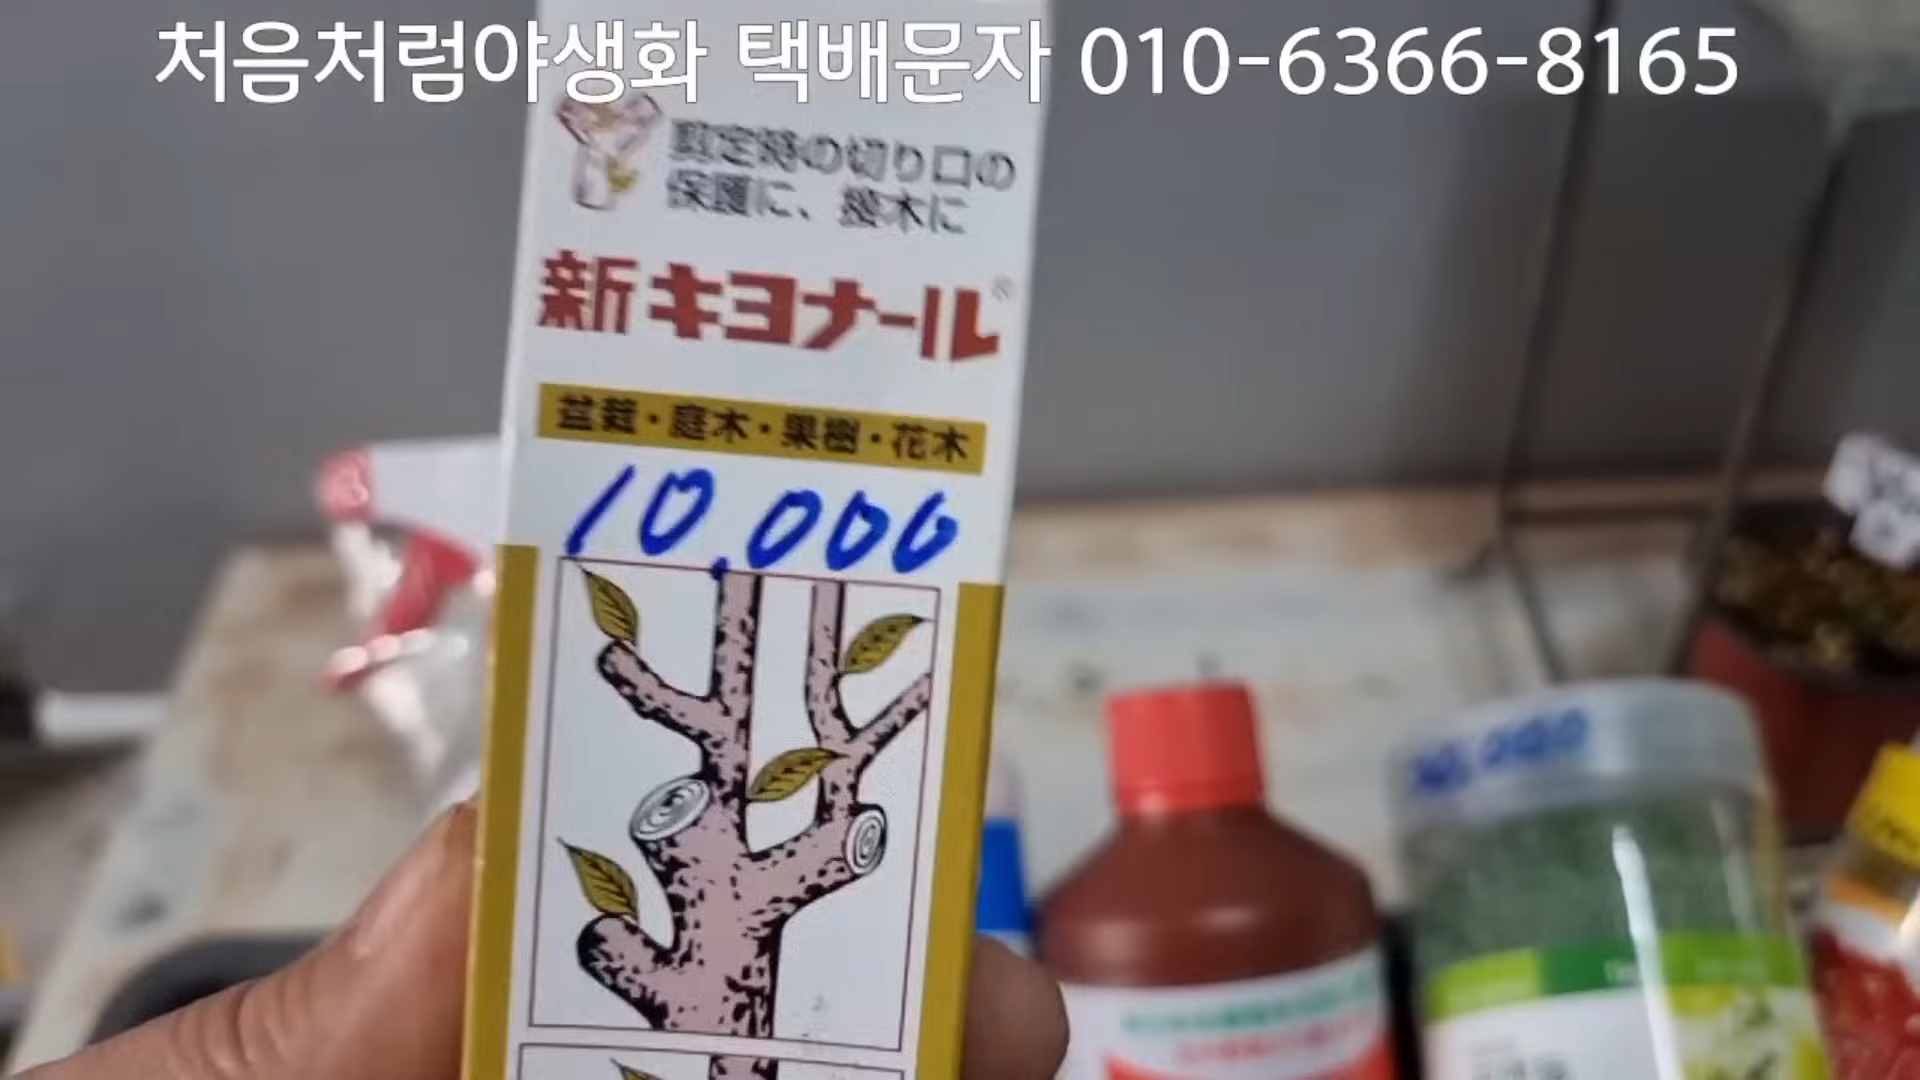 처음처럼야생화 택배문자 010-6366-8165
剪定時の切り口の
保護に、接木に
新キヨナール®
盆栽・庭木・果樹・花木
10,000